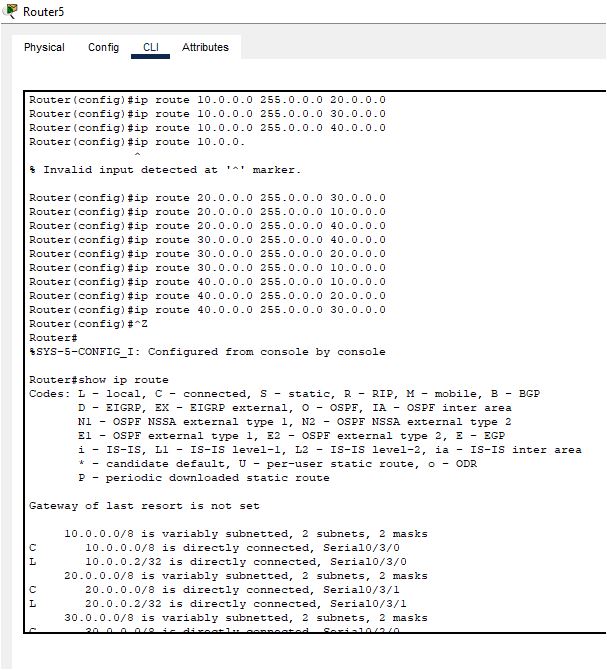 Router5
Physical Config CLI Attributes
Router(config)#ip route 10.0.0.0 255.0.0.0 20.0.0.0
Router(config)#ip route 10.0.0.0 255.0.0.0 30.0.0.0
Router(config)#ip route 10.0.0.0 255.0.0.0 40.0.0.0
Router(config)#ip route 10.0.0.
^
% Invalid input detected at '^' marker.
Router(config)#ip route 20.0.0.0 255.0.0.0 30.0.0.0
Router(config)#ip route 20.0.0.0 255.0.0.0 10.0.0.0
Router(config)#ip route 20.0.0.0 255.0.0.0 40.0.0.0
Router(config)#ip route 30.0.0.0 255.0.0.0 40.0.0.0
Router(config)#ip route 30.0.0.0 255.0.0.0 20.0.0.0
Router(config)#ip route 30.0.0.0 255.0.0.0 10.0.0.0
Router(config)#ip route 40.0.0.0 255.0.0.0 10.0.0.0
Router(config)#ip route 40.0.0.0 255.0.0.0 20.0.0.0
Router(config)#ip route 40.0.0.0 255.0.0.0 30.0.0.0
Router(config)#^Z
Router#
%SYS-5-CONFIG_I: Configured from console by console
Router#show ip route
Codes: L - local, C - connected, S - static, R - RIP, M - mobile, B - BGP
D - EIGRP, EX - EIGRP external, O - OSPF, IA - OSPF inter area
N1 - OSPF NSSA external type 1, N2 - OSPF NSSA external type 2
E1 - OSPF external type 1, E2 - OSPF external type 2, E - EGP
i - IS-IS, L1 - IS-IS level-1, L2 - IS-IS level-2, ia - IS-IS inter area
* - candidate default, U - per-user static route, o - ODR
P - periodic downloaded static route
Gateway of last resort is not set
10.0.0.0/8 is variably subnetted, 2 subnets, 2 masks
C 10.0.0.0/8 is directly connected, Serial0/3/0
L 10.0.0.2/32 is directly connected, Serial0/3/0
20.0.0.0/8 is variably subnetted, 2 subnets, 2 masks
C 20.0.0.0/8 is directly connected, Serial0/3/1
L 20.0.0.2/32 is directly connected, Serial0/3/1
30.0.0.0/8 is variably subnetted, 2 subnets, 2 masks
C 30.0.0.0/8 is directly connected, Serial0/2/0